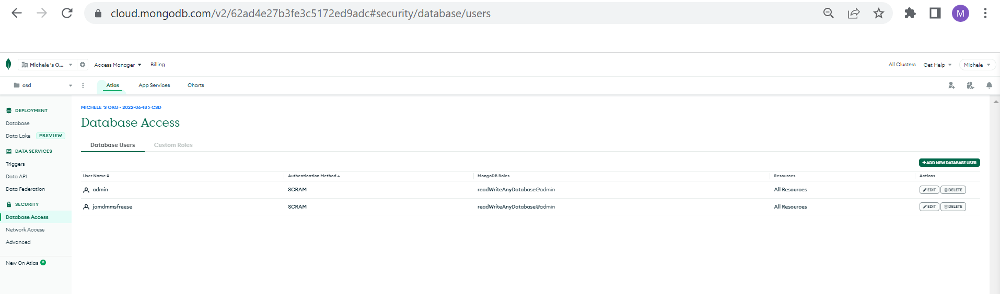 cloud.mongodb.com/v2/62ad4e27b3fe3c5172ed9adc#security/database/users
M
Michele 's O... Access Manager Billing All Clusters Get Help Michele
csd Atlas App Services Charts
DEPLOYMENT
Database
Data Lake PREVIEW
DATA SERVICES
Triggers
Data API
Data Federation
SECURITY
Database Access
Network Access
Advanced
New On Atlas
MICHELE 'S ORG - 2022-06-18 > CSD
Database Access
Database Users Custom Roles
+ADD NEW DATABASE USER
User Name Authentication Method MongoDB Roles Resources Actions
admin SCRAM readWriteAnyDatabase@admin All Resources EDIT DELETE
jamdmmsfreese SCRAM readWriteAnyDatabase@admin All Resources EDIT DELETE